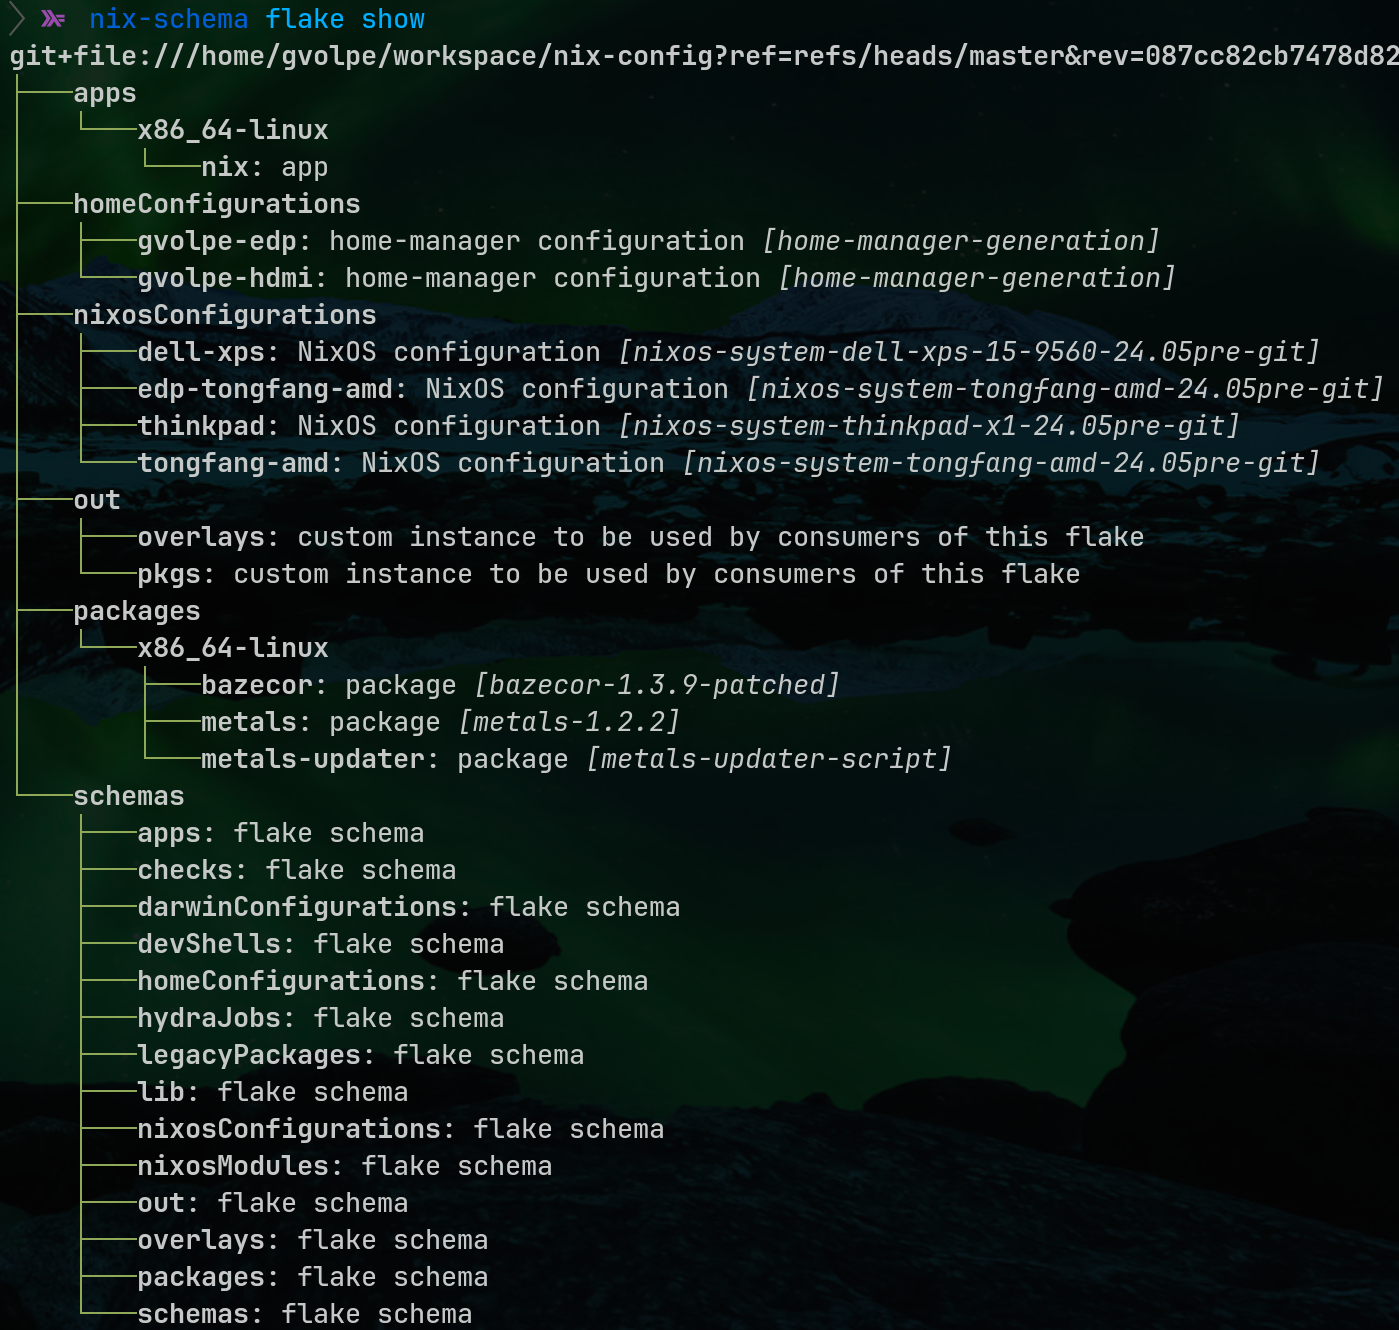 nix-schema flake show
git+file:///home/gvolpe/workspace/nix-config?ref=refs/heads/master&rev=087cc82cb7478d82
apps
x86_64-linux
nix: app
homeConfigurations
gvolpe-edp: home-manager configuration [home-manager-generation]
gvolpe-hdmi: home-manager configuration [home-manager-generation]
nixosConfigurations
dell-xps: NixOS configuration [nixos-system-dell-xps-15-9560-24.05pre-git]
edp-tongfang-amd: NixOS configuration [nixos-system-tongfang-amd-24.05pre-git]
thinkpad: NixOS configuration [nixos-system-thinkpad-x1-24.05pre-git]
tongfang-amd: NixOS configuration [nixos-system-tongfang-amd-24.05pre-git]
out
overlays: custom instance to be used by consumers of this flake
pkgs: custom instance to be used by consumers of this flake
packages
x86_64-linux
bazecor: package [bazecor-1.3.9-patched]
metals: package [metals-1.2.2]
metals-updater: package [metals-updater-script]
schemas
apps: flake schema
checks: flake schema
darwinConfigurations: flake schema
devShells: flake schema
homeConfigurations: flake schema
hydraJobs: flake schema
legacyPackages: flake schema
lib: flake schema
nixosConfigurations: flake schema
nixosModules: flake schema
out: flake schema
overlays: flake schema
packages: flake schema
schemas: flake schema